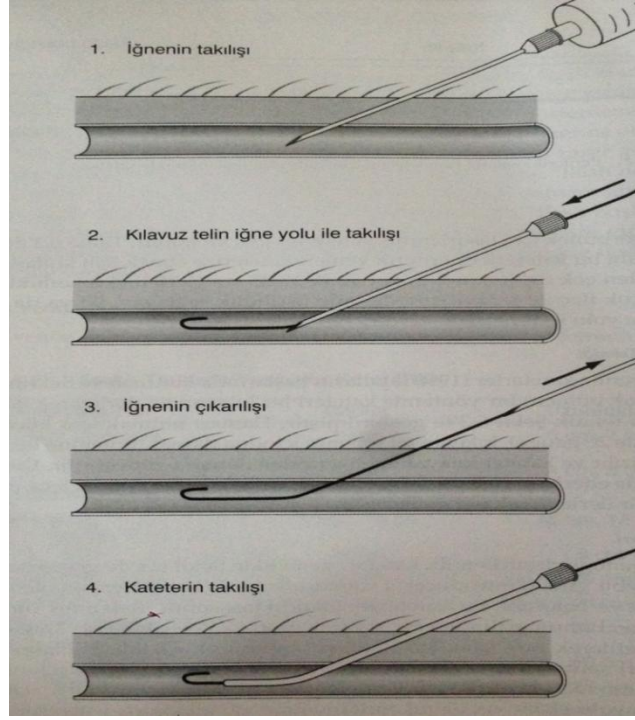 1. İğnenin takılışı
2. Kılavuz telin iğne yolu ile takılışı
3. İğnenin çıkarılışı
4. Kateterin takılışı